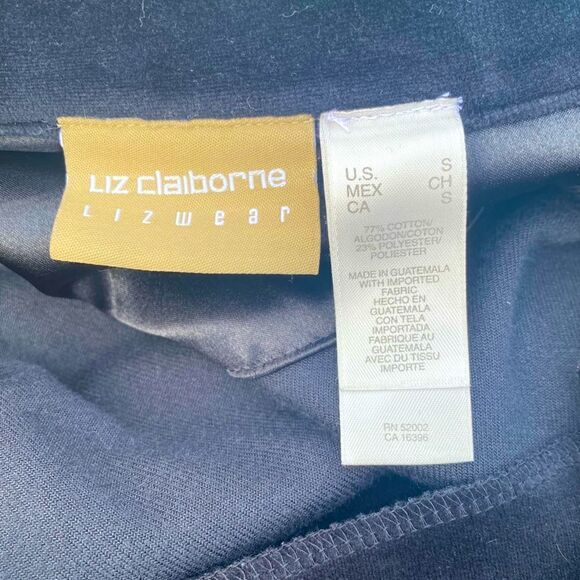 Liz claiborne
Lizwear
U.S. S
MEX CH
CA S
77% COTTON/
ALGODON/COTON
23% POLYESTER/
POLIESTER
MADE IN GUATEMALA
WITH IMPORTED
FABRIC
HECHO EN
GUATEMALA
CON TELA
IMPORTADA
FABRIQUE AU
GUATEMALA
AVEC DU TISSU
IMPORTE
RN 52002
CA 16396